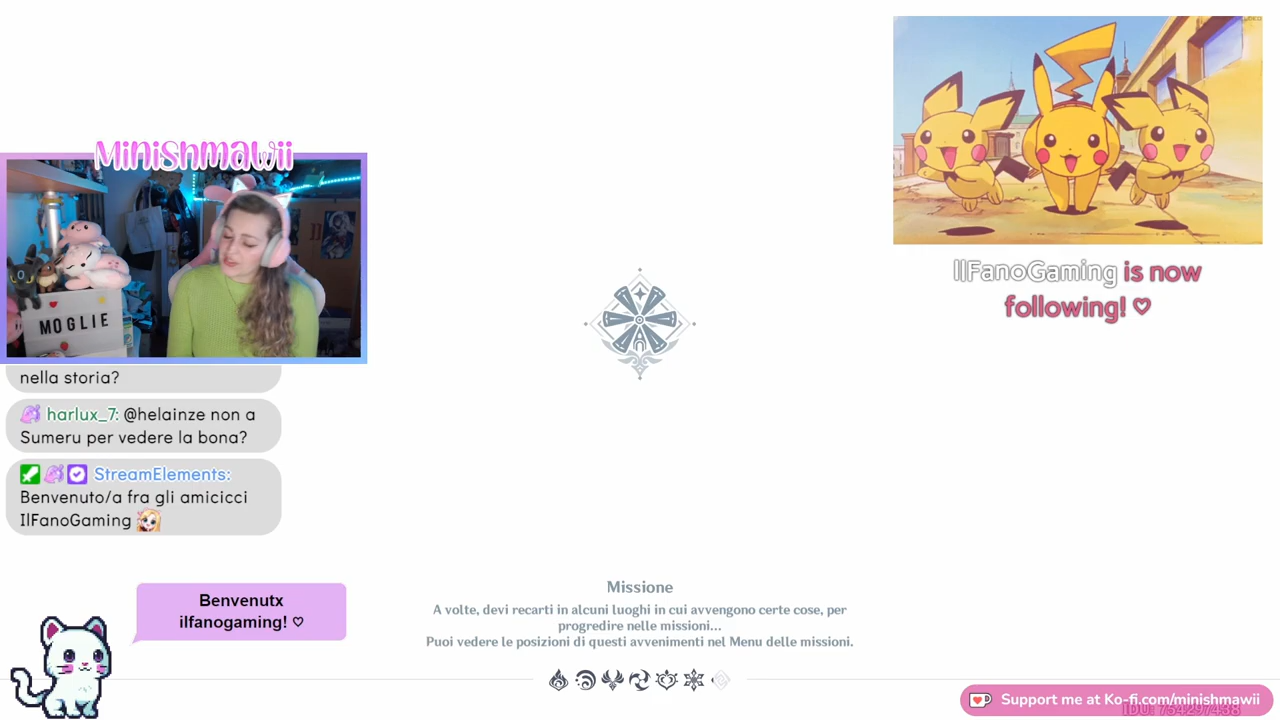 Minishmawii
MOGLIE
nella storia?
harlux_7: @helainze non a
Sumeru per vedere la bona?
StreamElements:
Benvenuto/a fra gli amicicci
IlFanoGaming
Benvenutx
ilfanogaming! ♡
IlFanoGaming is now
following! ♡
Missione
A volte, devi recarti in alcuni luoghi in cui avvengono certe cose, per
progredire nelle missioni...
Puoi vedere le posizioni di questi avvenimenti nel Menu delle missioni.
Support me at Ko-fi.com/minishmawii